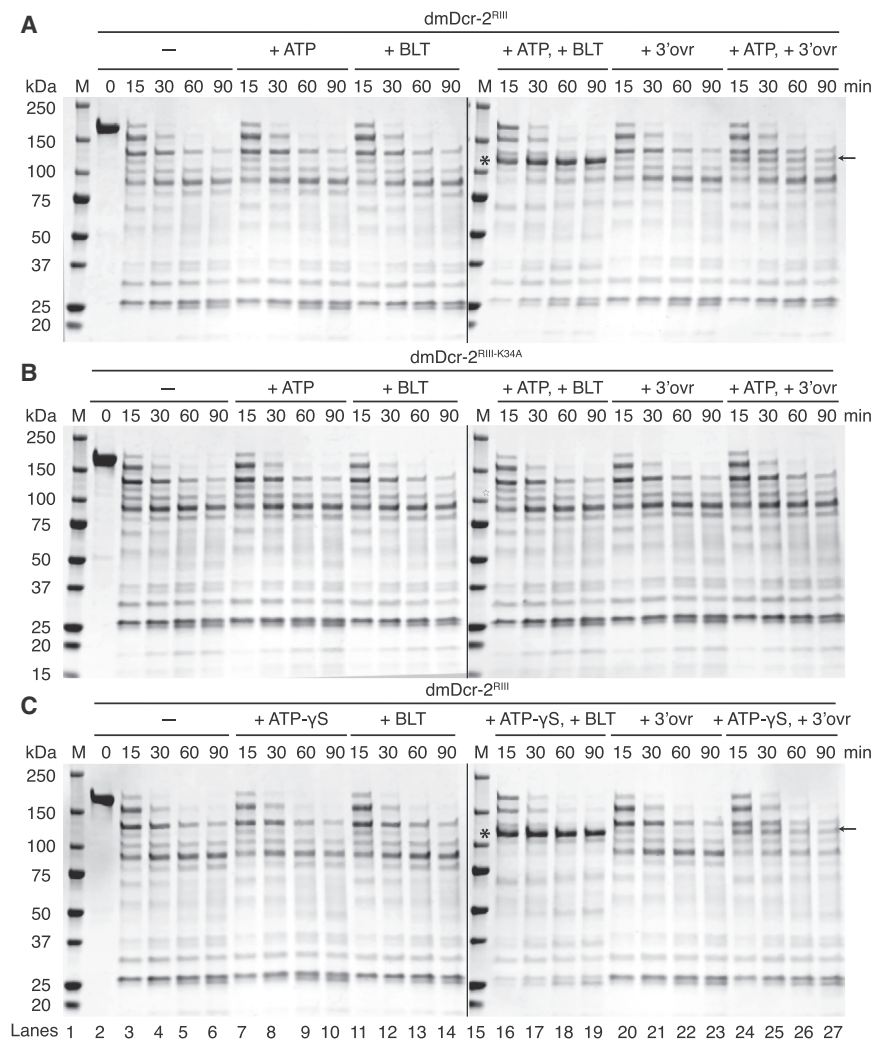 A
dmDcr-2RIII
— + ATP + BLT + ATP, + BLT + 3'ovr + ATP, + 3'ovr
kDa M 0 15 30 60 90 15 30 60 90 15 30 60 90 M 15 30 60 90 15 30 60 90 15 30 60 90 min
250
150
*
100
75
50
37
25
20
B
dmDcr-2RIII-K34A
— + ATP + BLT + ATP, + BLT + 3'ovr + ATP, + 3'ovr
kDa M 0 15 30 60 90 15 30 60 90 15 30 60 90 M 15 30 60 90 15 30 60 90 15 30 60 90 min
250
150
100
75
50
37
25
20
15
C
dmDcr-2RIII
— + ATP-γS + BLT + ATP-γS, + BLT + 3'ovr + ATP-γS, + 3'ovr
kDa M 0 15 30 60 90 15 30 60 90 15 30 60 90 M 15 30 60 90 15 30 60 90 15 30 60 90 min
250
150
*
100
75
50
37
25
20
Lanes 1 2 3 4 5 6 7 8 9 10 11 12 13 14 15 16 17 18 19 20 21 22 23 24 25 26 27